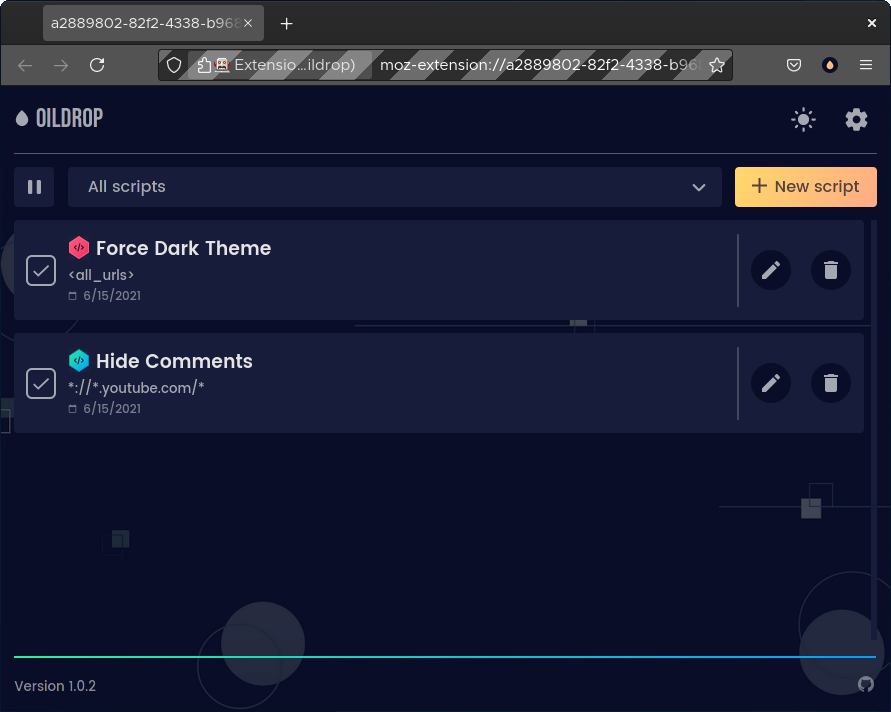 a2889802-82f2-4338-b968
Extensio...ildrop)
moz-extension://a2889802-82f2-4338-b96
OILDROP
All scripts
New script
Force Dark Theme
<all_urls>
6/15/2021
Hide Comments
*://*.youtube.com/*
6/15/2021
Version 1.0.2